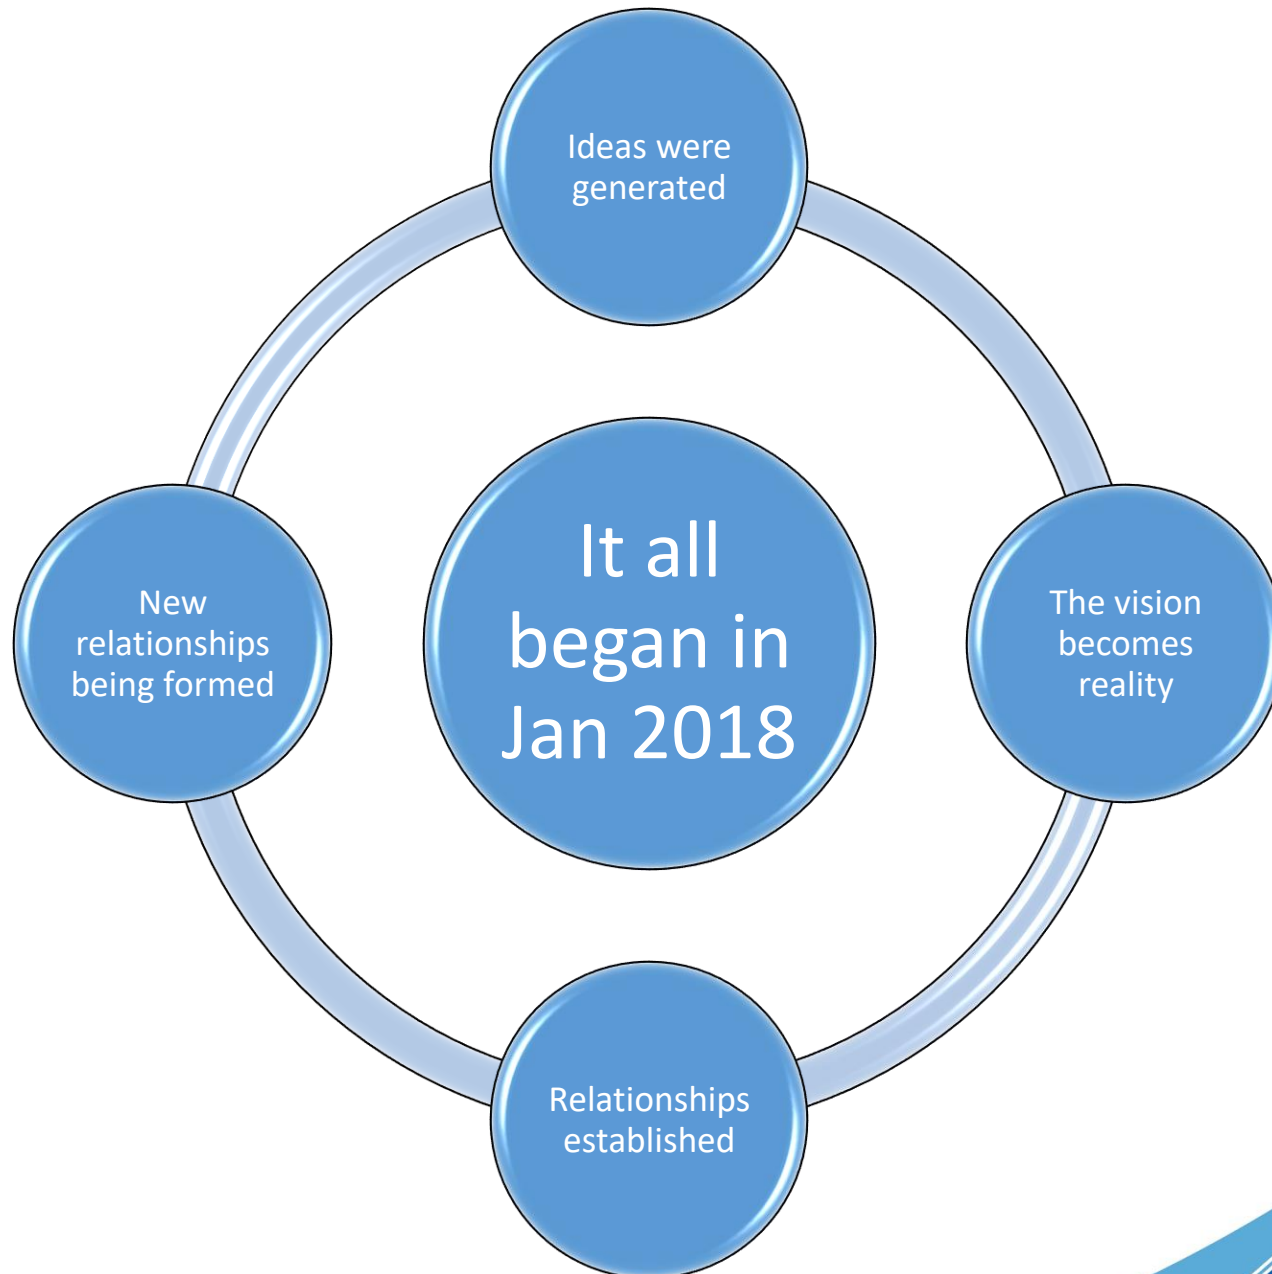 Ideas were
generated
It all
began in
Jan 2018
The vision
becomes
reality
Relationships
established
New
relationships
being formed